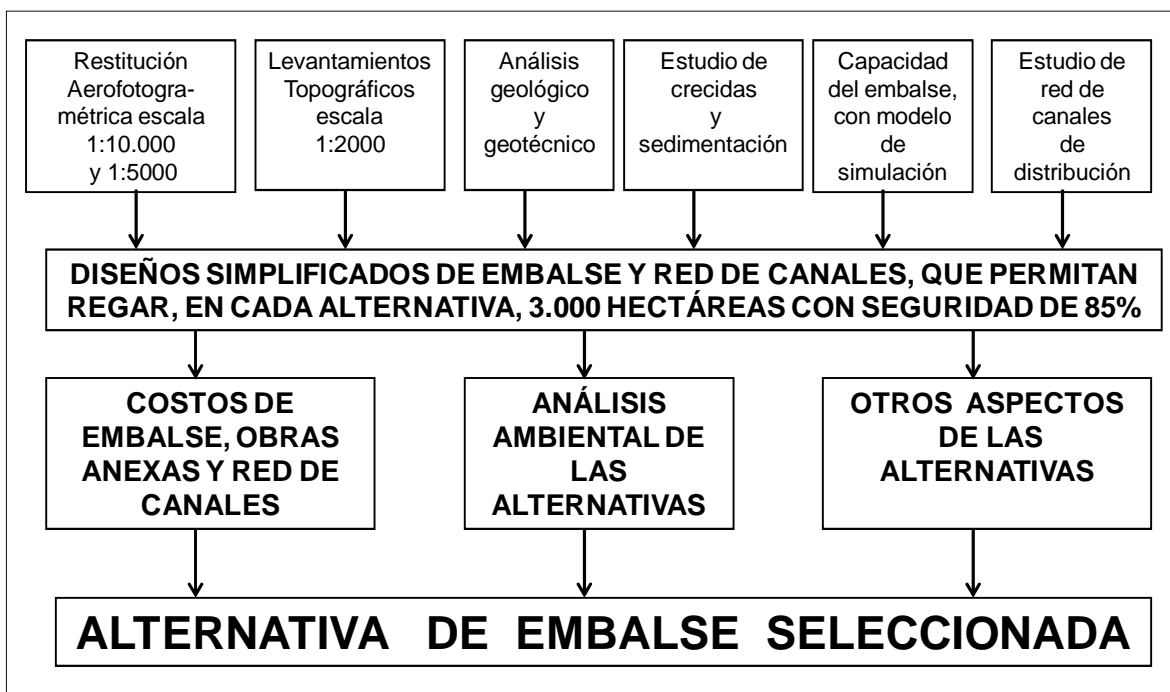 Restitución
Aerofotogra-
métrica escala
1:10.000
y 1:5000
Levantamientos
Topográficos
escala
1:2000
Análisis
geológico
y
geotécnico
Estudio de
crecidas
y
sedimentación
Capacidad
del embalse,
con modelo
de
simulación
Estudio de
red de
canales
de
distribución
DISEÑOS SIMPLIFICADOS DE EMBALSE Y RED DE CANALES, QUE PERMITAN
REGAR, EN CADA ALTERNATIVA, 3.000 HECTÁREAS CON SEGURIDAD DE 85%
COSTOS DE
EMBALSE, OBRAS
ANEXAS Y RED DE
CANALES
ANÁLISIS
AMBIENTAL DE
LAS
ALTERNATIVAS
OTROS ASPECTOS
DE LAS
ALTERNATIVAS
ALTERNATIVA DE EMBALSE SELECCIONADA